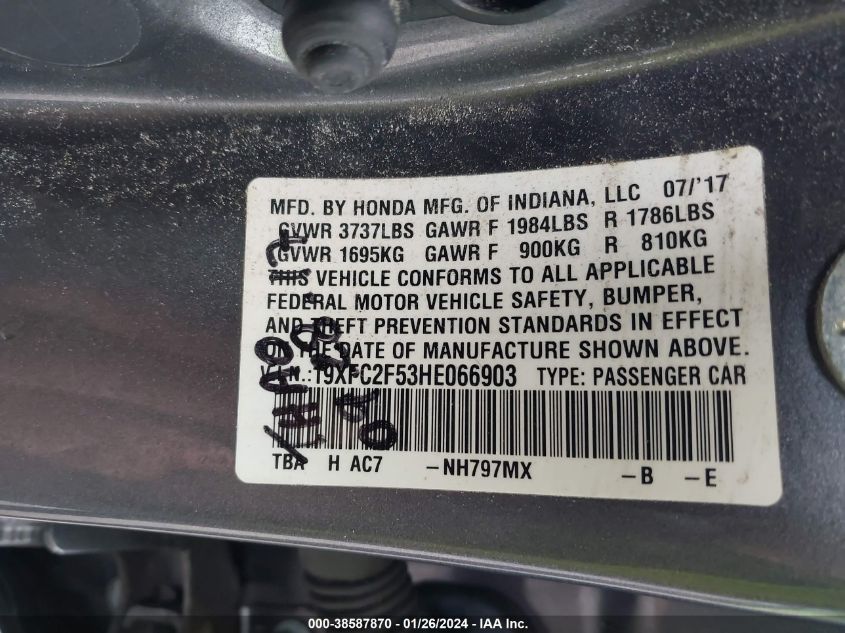 MFD. BY HONDA MFG. OF INDIANA, LLC 07/'17
GVWR 3737LBS GAWR F 1984LBS R 1786LBS
GVWR 1695KG GAWR F 900KG R 810KG
THIS VEHICLE CONFORMS TO ALL APPLICABLE
FEDERAL MOTOR VEHICLE SAFETY, BUMPER,
AND THEFT PREVENTION STANDARDS IN EFFECT
ON THE DATE OF MANUFACTURE SHOWN ABOVE.
V.I.N.: 19XFC2F53HE066903 TYPE: PASSENGER CAR
TBA H AC7 -NH797MX -B -E
000-38587870 — 01/26/2024 — IAA Inc.